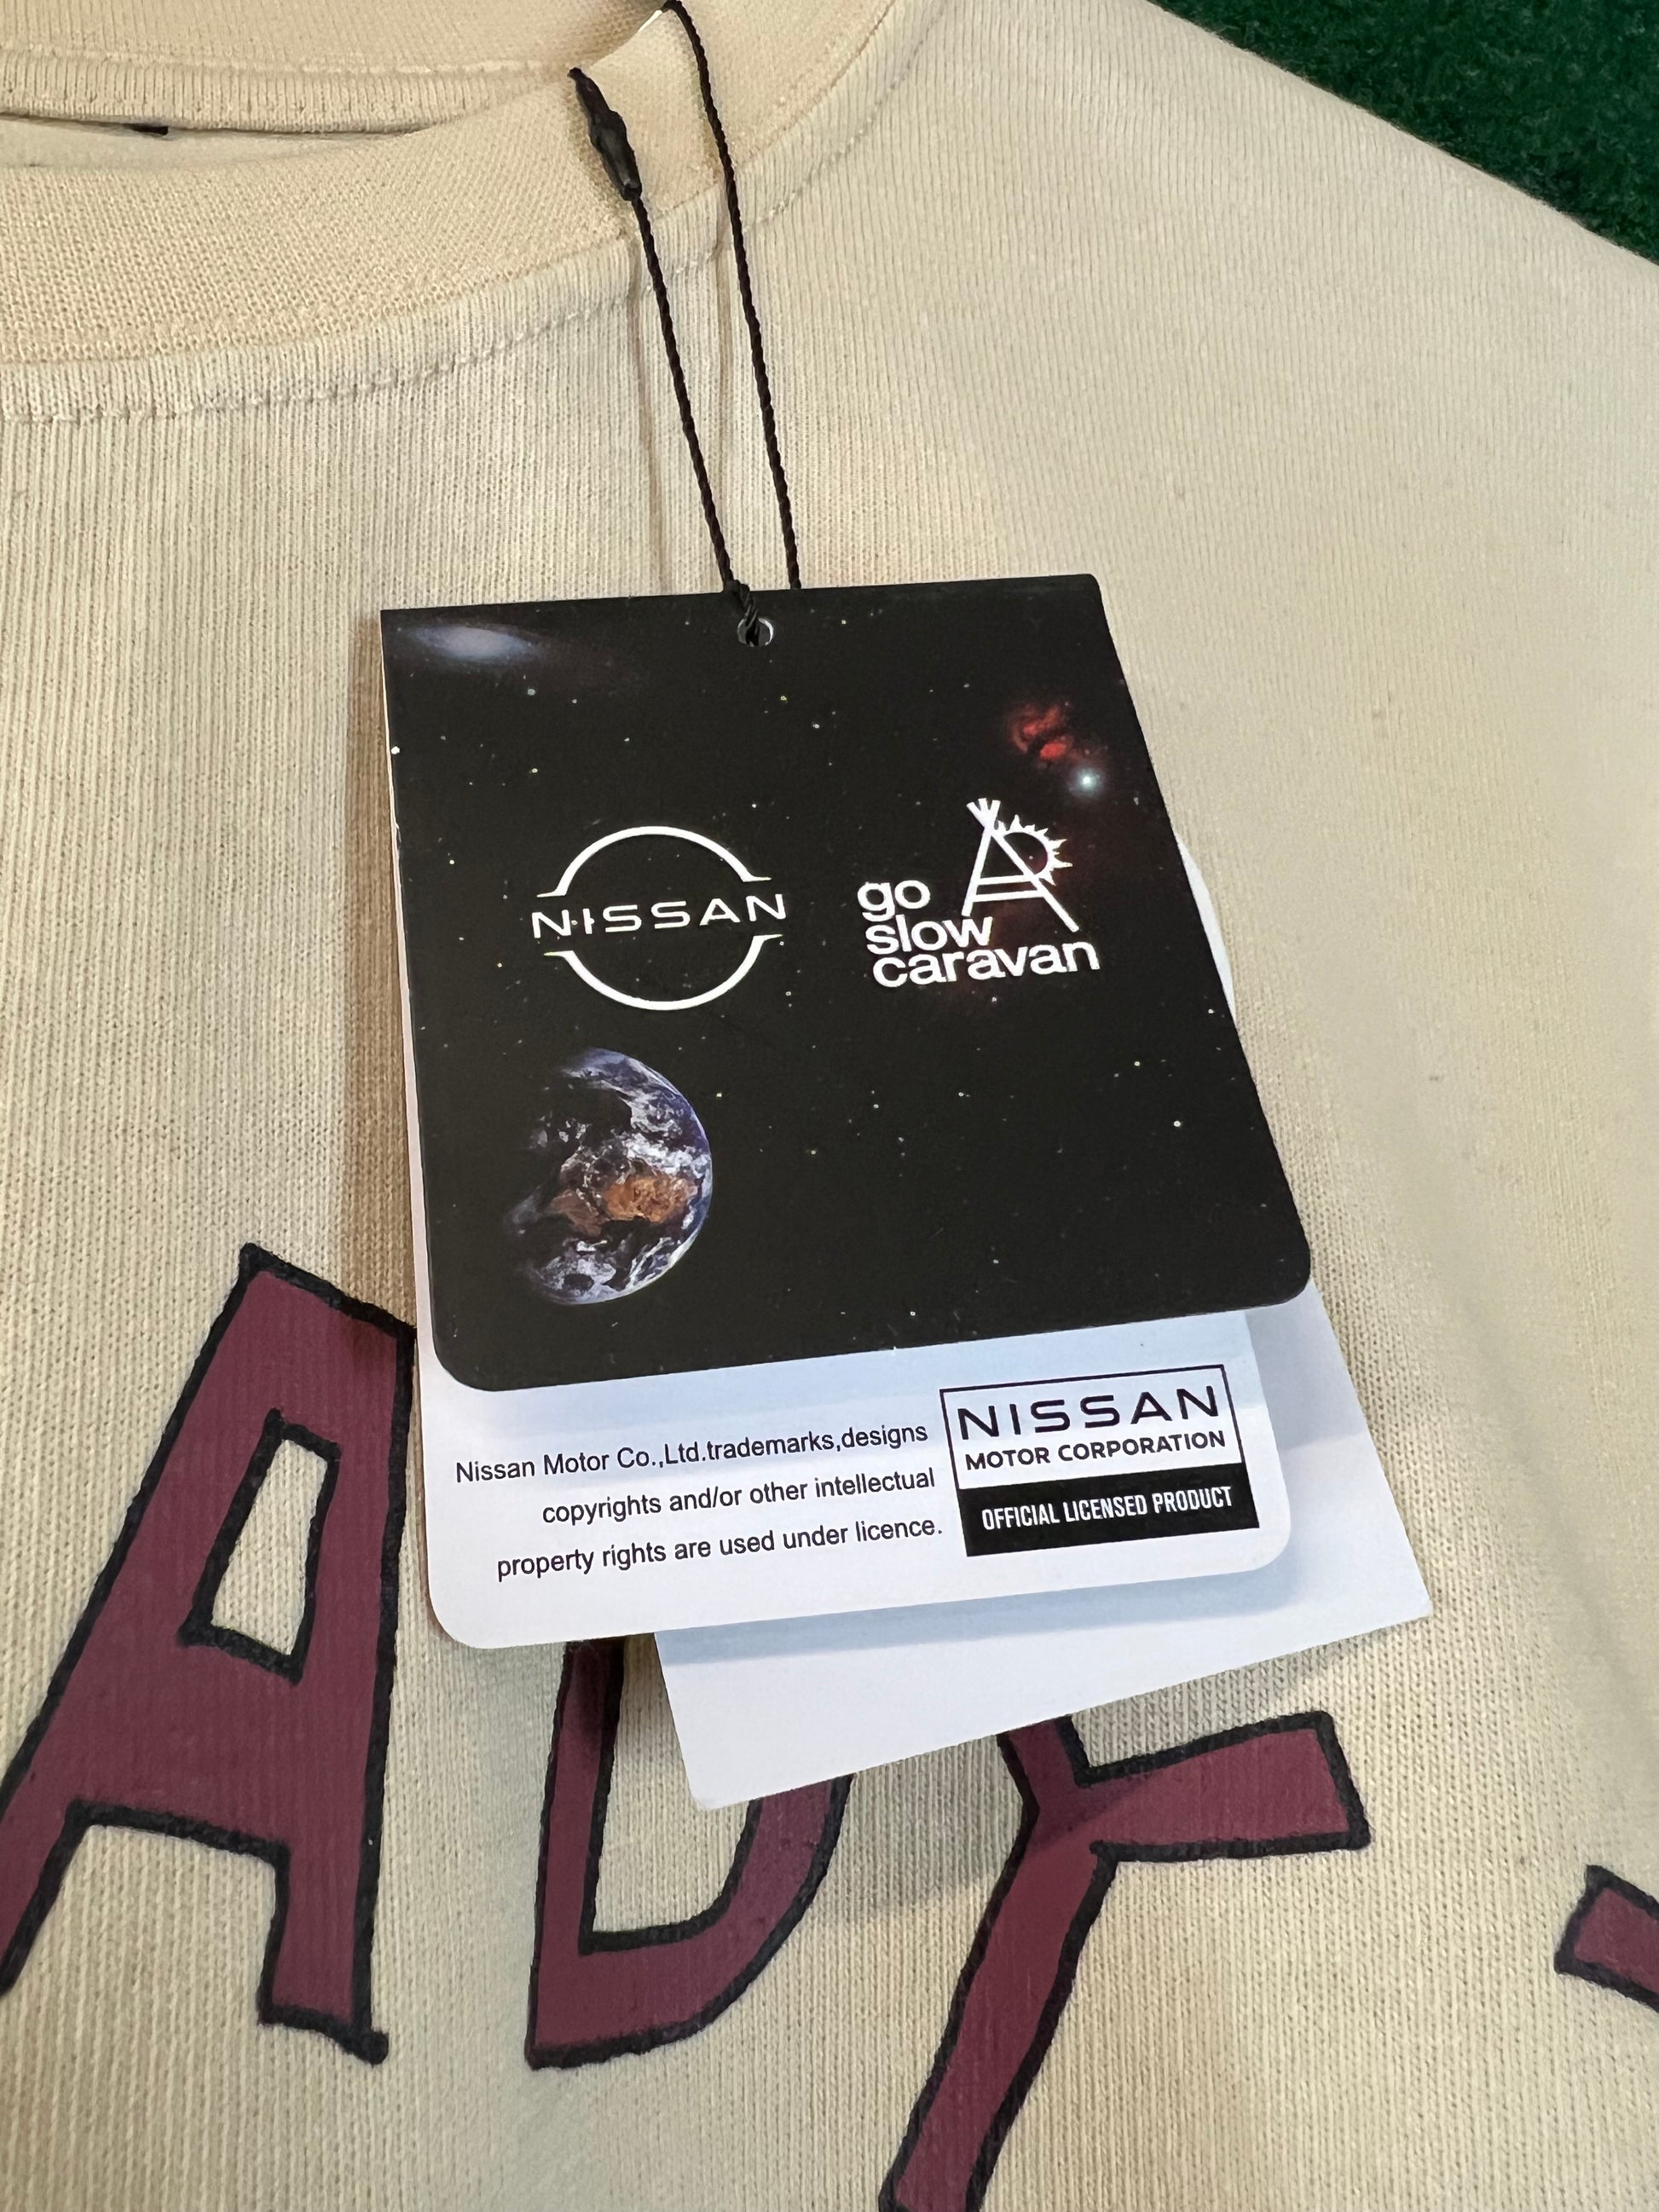 NISSAN
go
slow
caravan
Nissan Motor Co.,Ltd.trademarks,designs
copyrights and/or other intellectual
property rights are used under licence.
NISSAN
MOTOR CORPORATION
OFFICIAL LICENSED PRODUCT
ADY